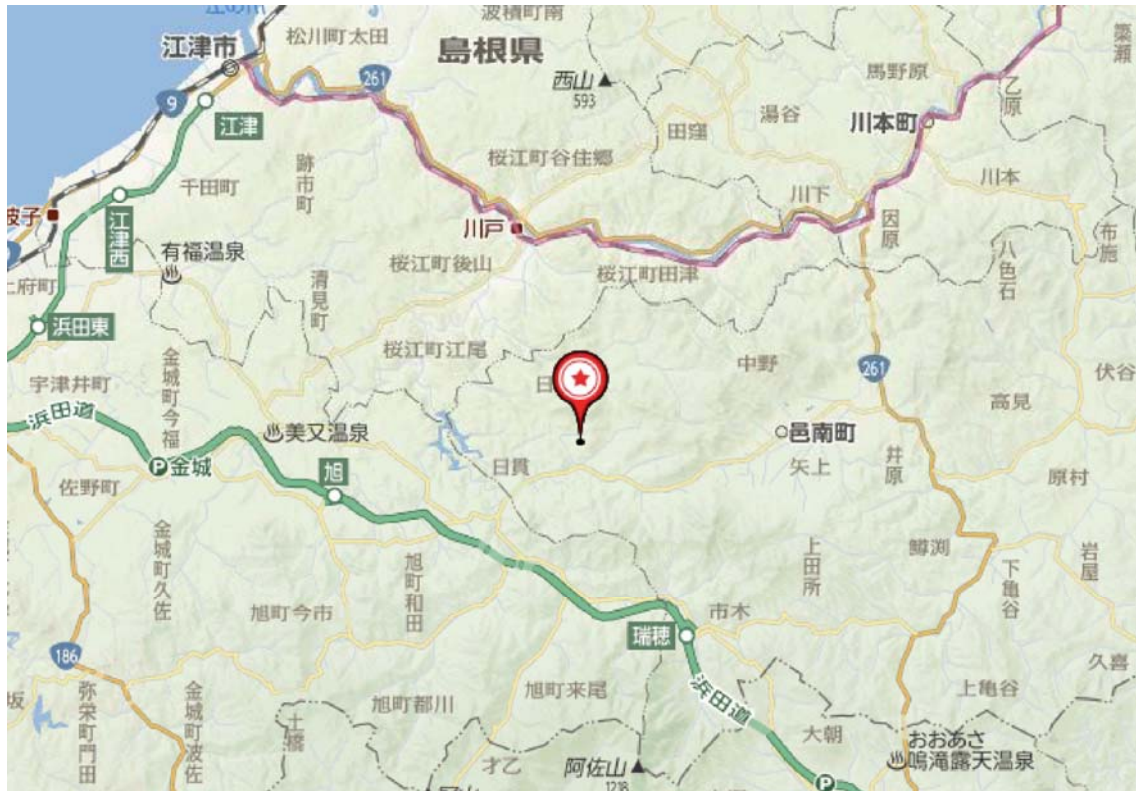 松川町太田
島根県
波積町南
江津市
261
西山
593
馬野原
乙原
9
江津
田窪
湯谷
川本町
跡市町
桜江町谷住郷
千田町
川下
川本
波子
江津西
川戸
因原
布施
有福温泉
桜江町後山
桜江町田津
八色石
上府町
清見町
浜田東
桜江町江尾
日
中野
261
伏谷
宇津井町
金城町今福
高見
浜田道
美又温泉
邑南町
P金城
旭
日貫
矢上
井原
原村
佐野町
金城町久佐
上田所
鱒渕
岩屋
旭町和田
下亀谷
旭町今市
市木
瑞穂
186
久喜
旭町来尾
上亀谷
弥栄町門田
金城町波佐
旭町都川
浜田道
大朝
おおあさ
鳴滝露天温泉
才乙
阿佐山
1218
P